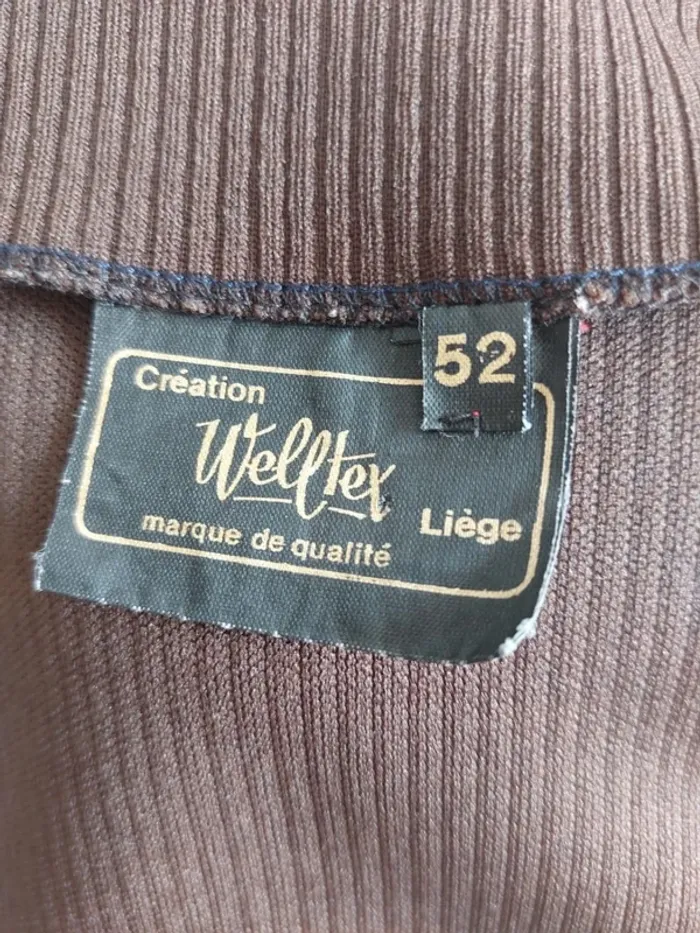 52
Création
Welltex
Liège
marque de qualité